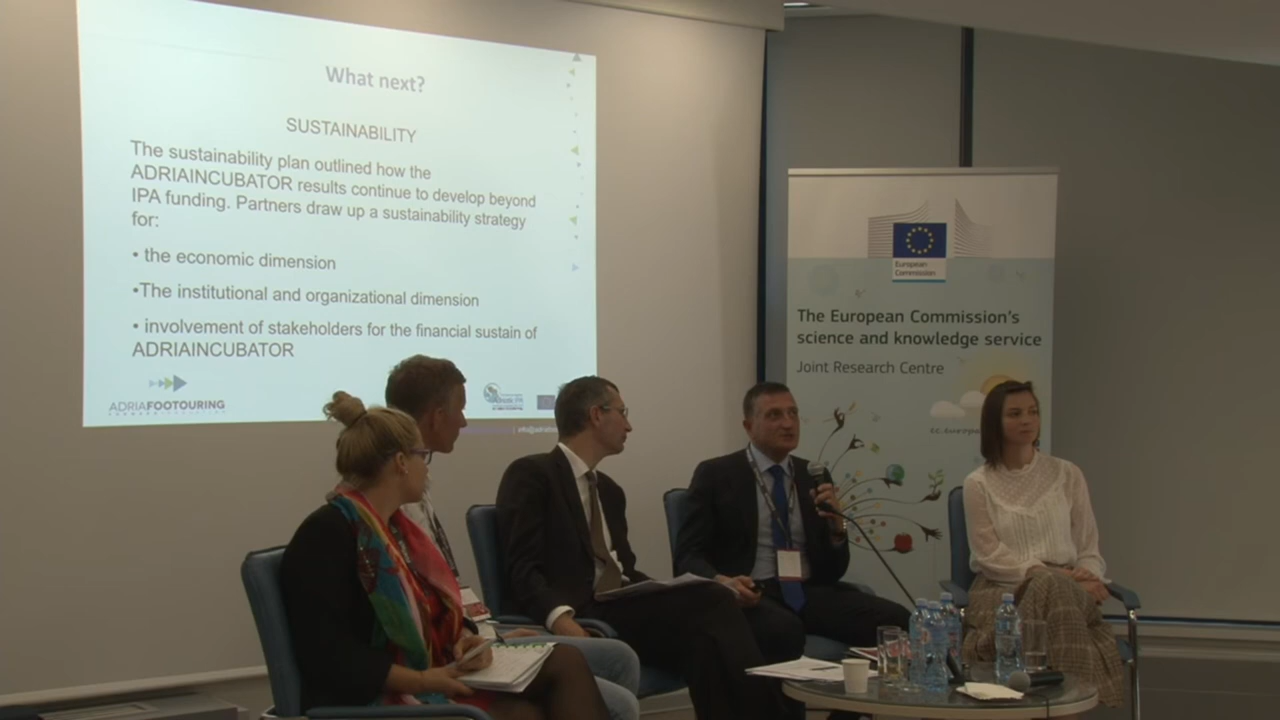 What next?
SUSTAINABILITY
The sustainability plan outlined how the
ADRIAINCUBATOR results continue to develop beyond
IPA funding. Partners draw up a sustainability strategy
for:
• the economic dimension
•The institutional and organizational dimension
• involvement of stakeholders for the financial sustain of
ADRIAINCUBATOR
ADRIAFOOTOURING
European
Commission
The European Commission's
science and knowledge service
Joint Research Centre